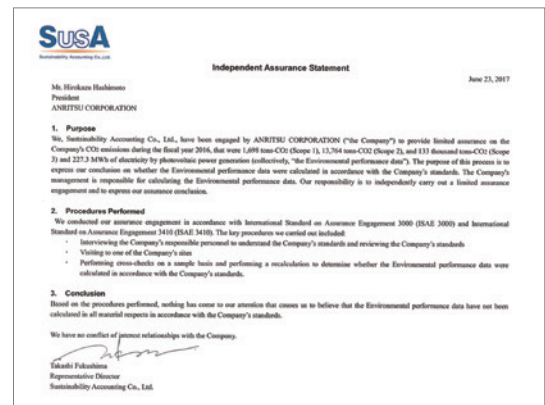 SusA
Sustainability Accounting Co., Ltd.
Independent Assurance Statement
June 23, 2017
Mr. Hirokazu Hashimoto
President
ANRITSU CORPORATION
1. Purpose
We, Sustainability Accounting Co., Ltd., have been engaged by ANRITSU CORPORATION ("the Company") to provide limited assurance on the
Company's CO2 emissions during the fiscal year 2016, that were 1,698 tons-CO2 (Scope 1), 13,764 tons-CO2 (Scope 2), and 133 thousand tons-CO2 (Scope
3) and 227.3 MWh of electricity by photovoltaic power generation (collectively, "the Environmental performance data"). The purpose of this process is to
express our conclusion on whether the Environmental performance data were calculated in accordance with the Company's standards. The Company's
management is responsible for calculating the Environmental performance data. Our responsibility is to independently carry out a limited assurance
engagement and to express our assurance conclusion.
2. Procedures Performed
We conducted our assurance engagement in accordance with International Standard on Assurance Engagement 3000 (ISAE 3000) and International
Standard on Assurance Engagement 3410 (ISAE 3410). The key procedures we carried out included:
· Interviewing the Company's responsible personnel to understand the Company's standards and reviewing the Company's standards
· Visiting to one of the Company's sites
· Performing cross-checks on a sample basis and performing a recalculation to determine whether the Environmental performance data were
calculated in accordance with the Company's standards.
3. Conclusion
Based on the procedures performed, nothing has come to our attention that causes us to believe that the Environmental performance data have not been
calculated in all material respects in accordance with the Company's standards.
We have no conflict of interest relationships with the Company.
Takashi Fukushima
Representative Director
Sustainability Accounting Co., Ltd.